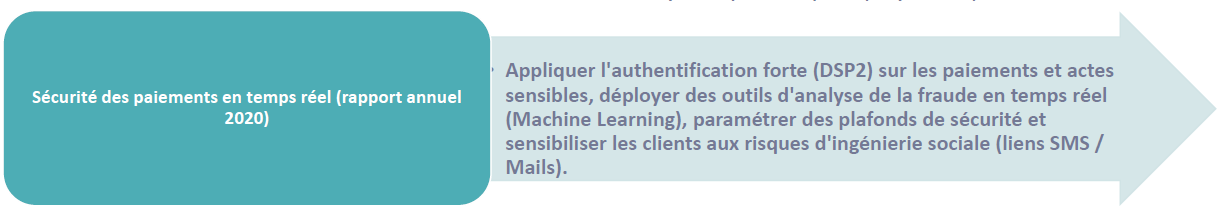 Sécurité des paiements en temps réel (rapport annuel
2020)
Appliquer l'authentification forte (DSP2) sur les paiements et actes
sensibles, déployer des outils d'analyse de la fraude en temps réel
(Machine Learning), paramétrer des plafonds de sécurité et
sensibiliser les clients aux risques d'ingénierie sociale (liens SMS /
Mails).